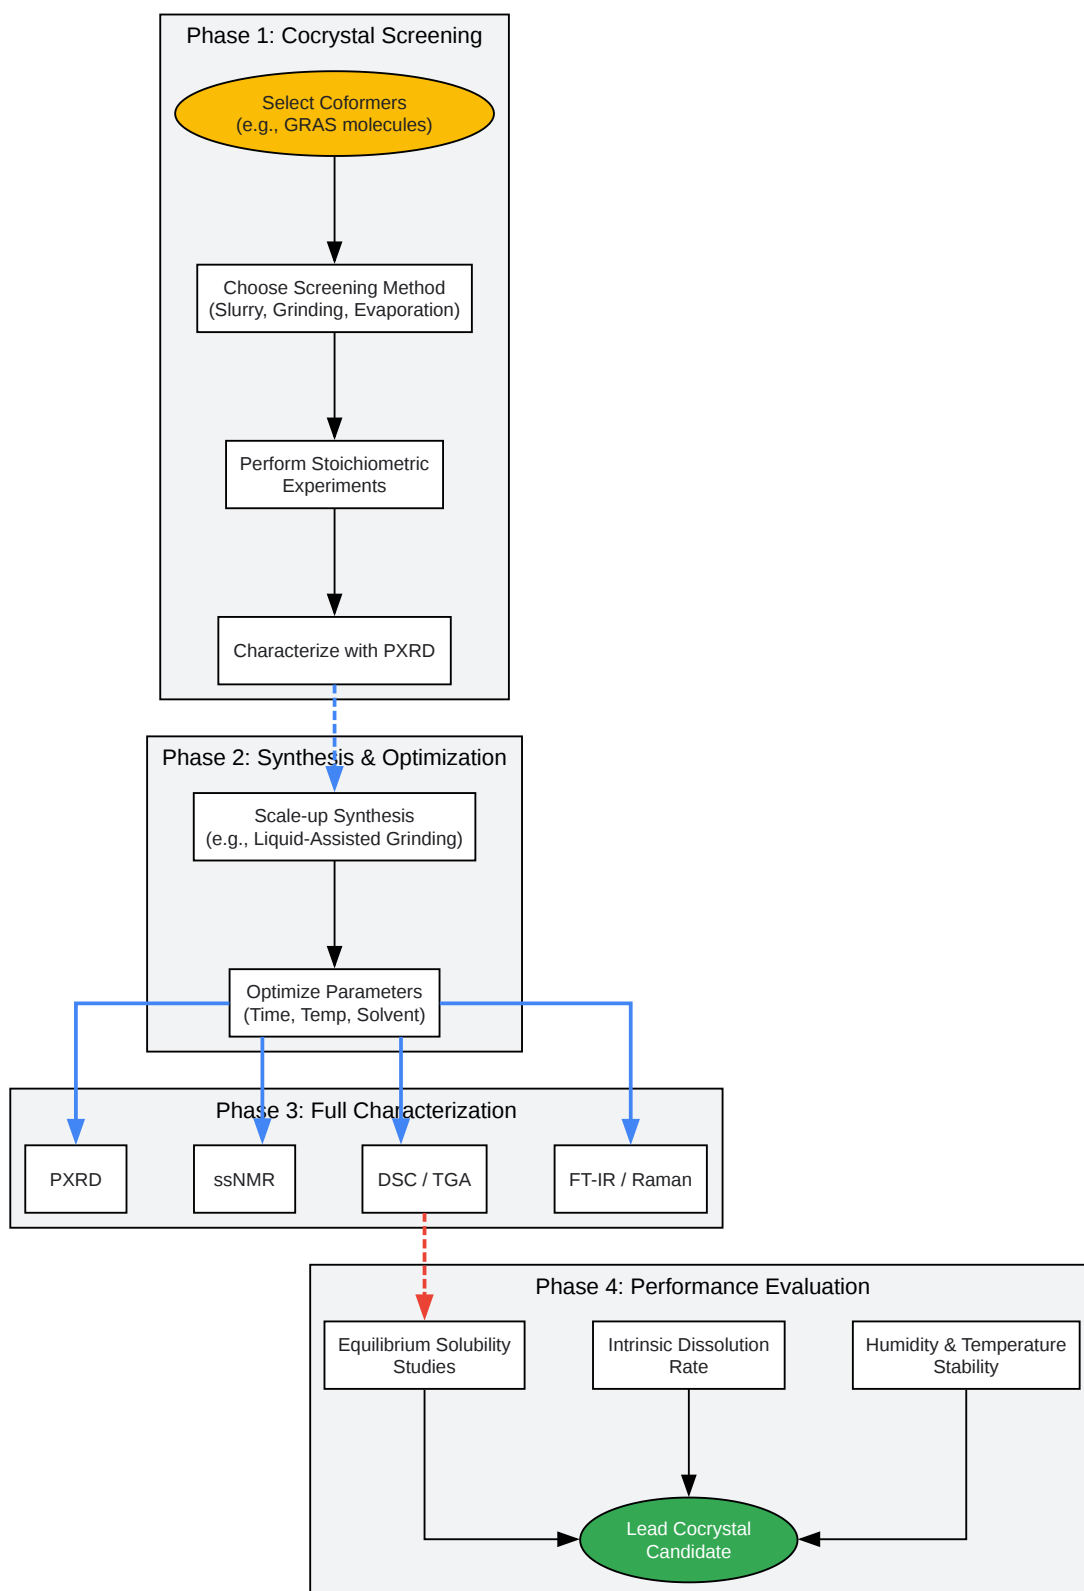 Phase 1: Cocrystal Screening
Select Coformers
(e.g., GRAS molecules)
Choose Screening Method
(Slurry, Grinding, Evaporation)
Perform Stoichiometric
Experiments
Characterize with PXRD
Phase 2: Synthesis & Optimization
Scale-up Synthesis
(e.g., Liquid-Assisted Grinding)
Optimize Parameters
(Time, Temp, Solvent)
Phase 3: Full Characterization
PXRD
ssNMR
DSC / TGA
FT-IR / Raman
Phase 4: Performance Evaluation
Equilibrium Solubility
Studies
Intrinsic Dissolution
Rate
Humidity & Temperature
Stability
Lead Cocrystal
Candidate